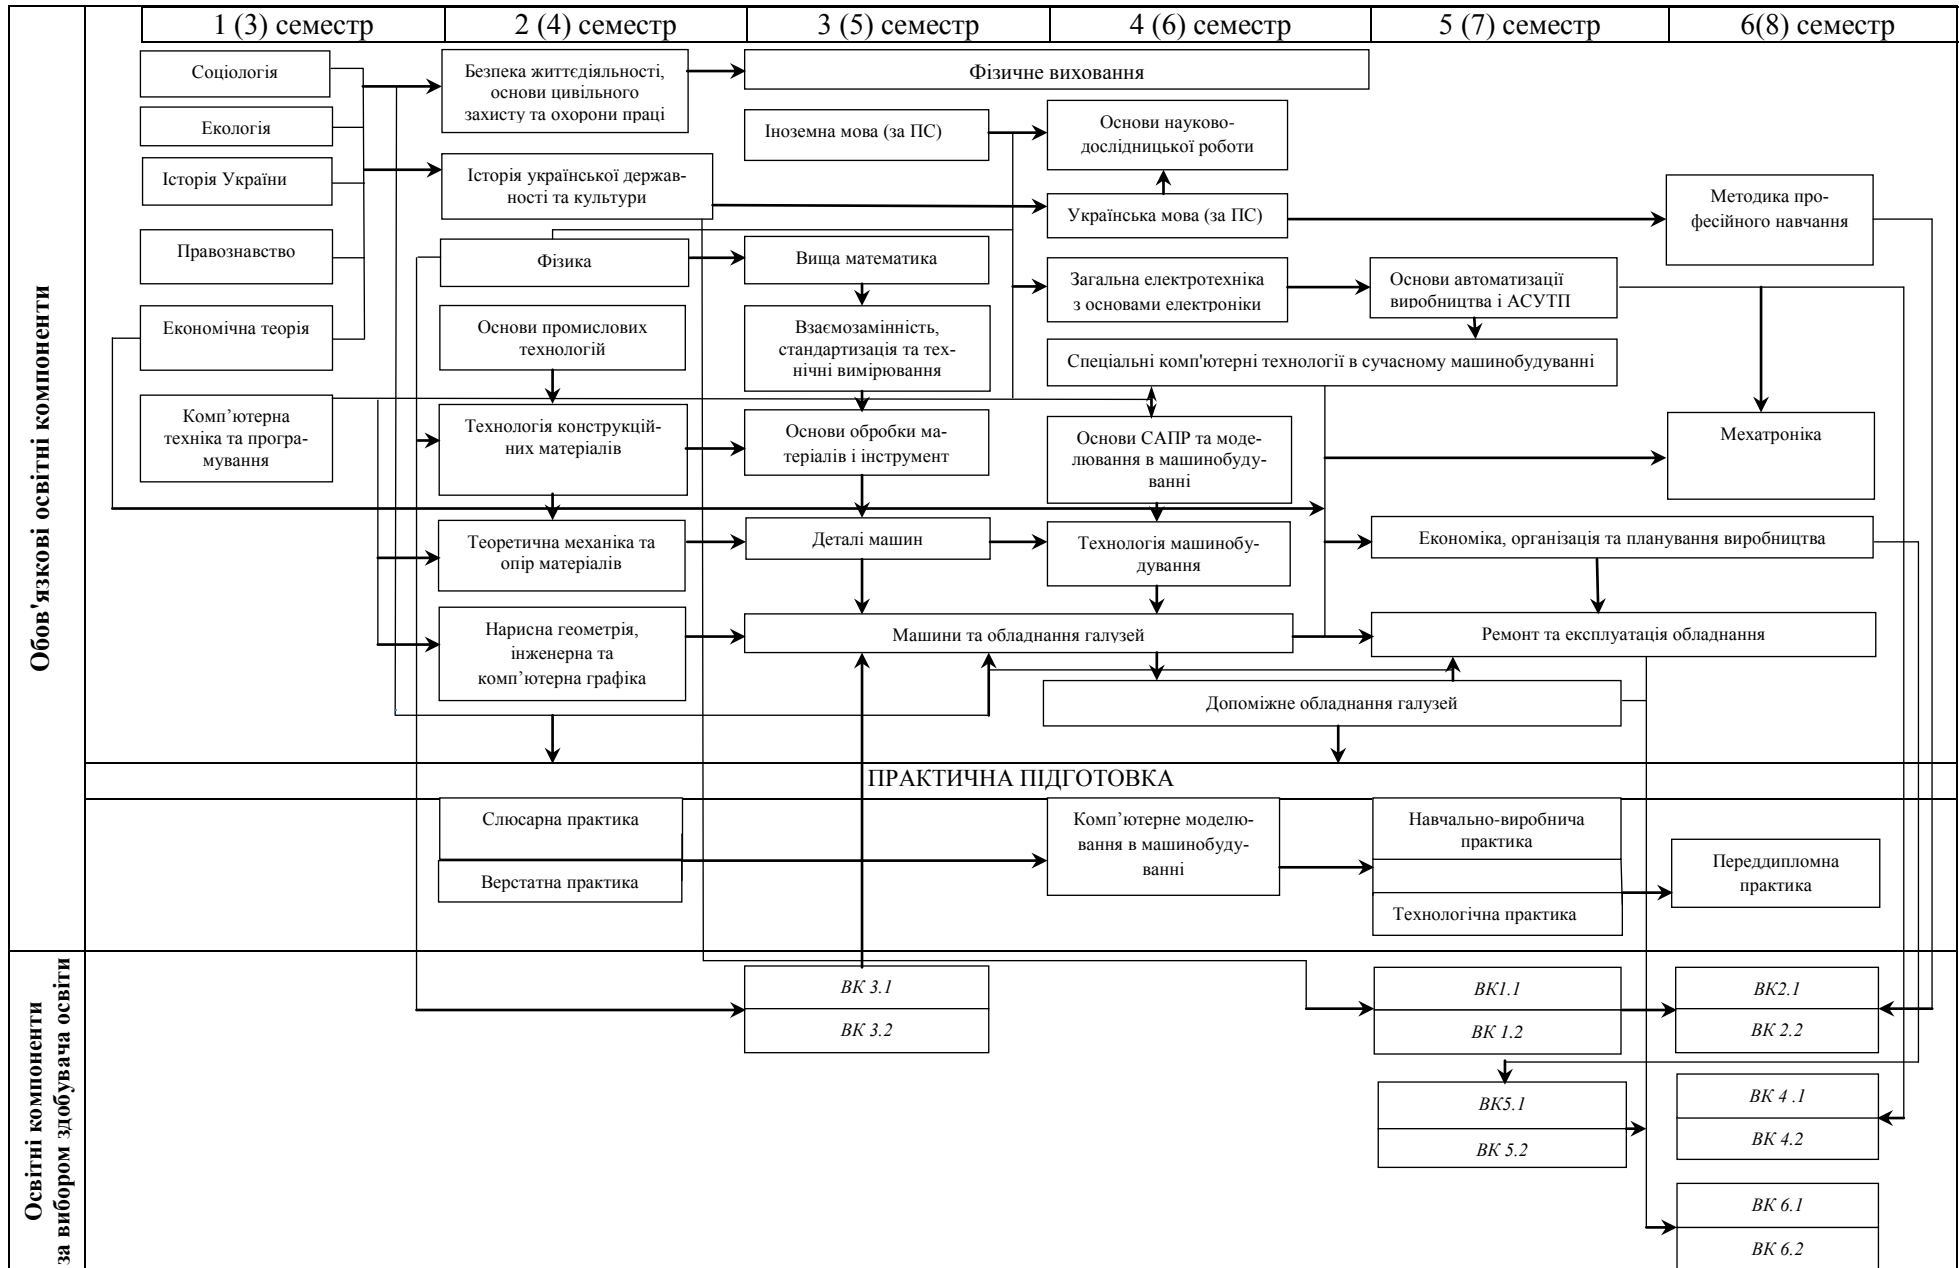 1 (3) семестр
2 (4) семестр
3 (5) семестр
4 (6) семестр
5 (7) семестр
6(8) семестр
Обов'язкові освітні компоненти
Соціологія
Екологія
Історія України
Правознавство
Економічна теорія
Комп’ютерна
техніка та програ-
мування
Безпека життєдіяльності,
основи цивільного
захисту та охорони праці
Історія української держав-
ності та культури
Фізика
Основи промислових
технологій
Технологія конструкцій-
них матеріалів
Теоретична механіка та
опір матеріалів
Нарисна геометрія,
інженерна та
комп’ютерна графіка
Фізичне виховання
Іноземна мова (за ПС)
Вища математика
Взаємозамінність,
стандартизація та тех-
нічні вимірювання
Основи обробки ма-
теріалів і інструмент
Деталі машин
Машини та обладнання галузей
Основи науково-
дослідницької роботи
Українська мова (за ПС)
Загальна електротехніка
з основами електроніки
Спеціальні комп'ютерні технології в сучасному машинобудуванні
Основи САПР та моде-
лювання в машинобуду-
ванні
Технологія машинобу-
дування
Допоміжне обладнання галузей
Основи автоматизації
виробництва і АСУТП
Економіка, організація та планування виробництва
Ремонт та експлуатація обладнання
Методика про-
фесійного навчання
Мехатроніка
ПРАКТИЧНА ПІДГОТОВКА
Слюсарна практика
Верстатна практика
Комп’ютерне моделю-
вання в машинобуду-
ванні
Навчально-виробнича
практика
Технологічна практика
Переддипломна
практика
Освітні компоненти
за вибором здобувача освіти
ВК 3.1
ВК 3.2
ВК1.1
ВК 1.2
ВК2.1
ВК 2.2
ВК5.1
ВК 5.2
ВК 4 .1
ВК 4.2
ВК 6.1
ВК 6.2